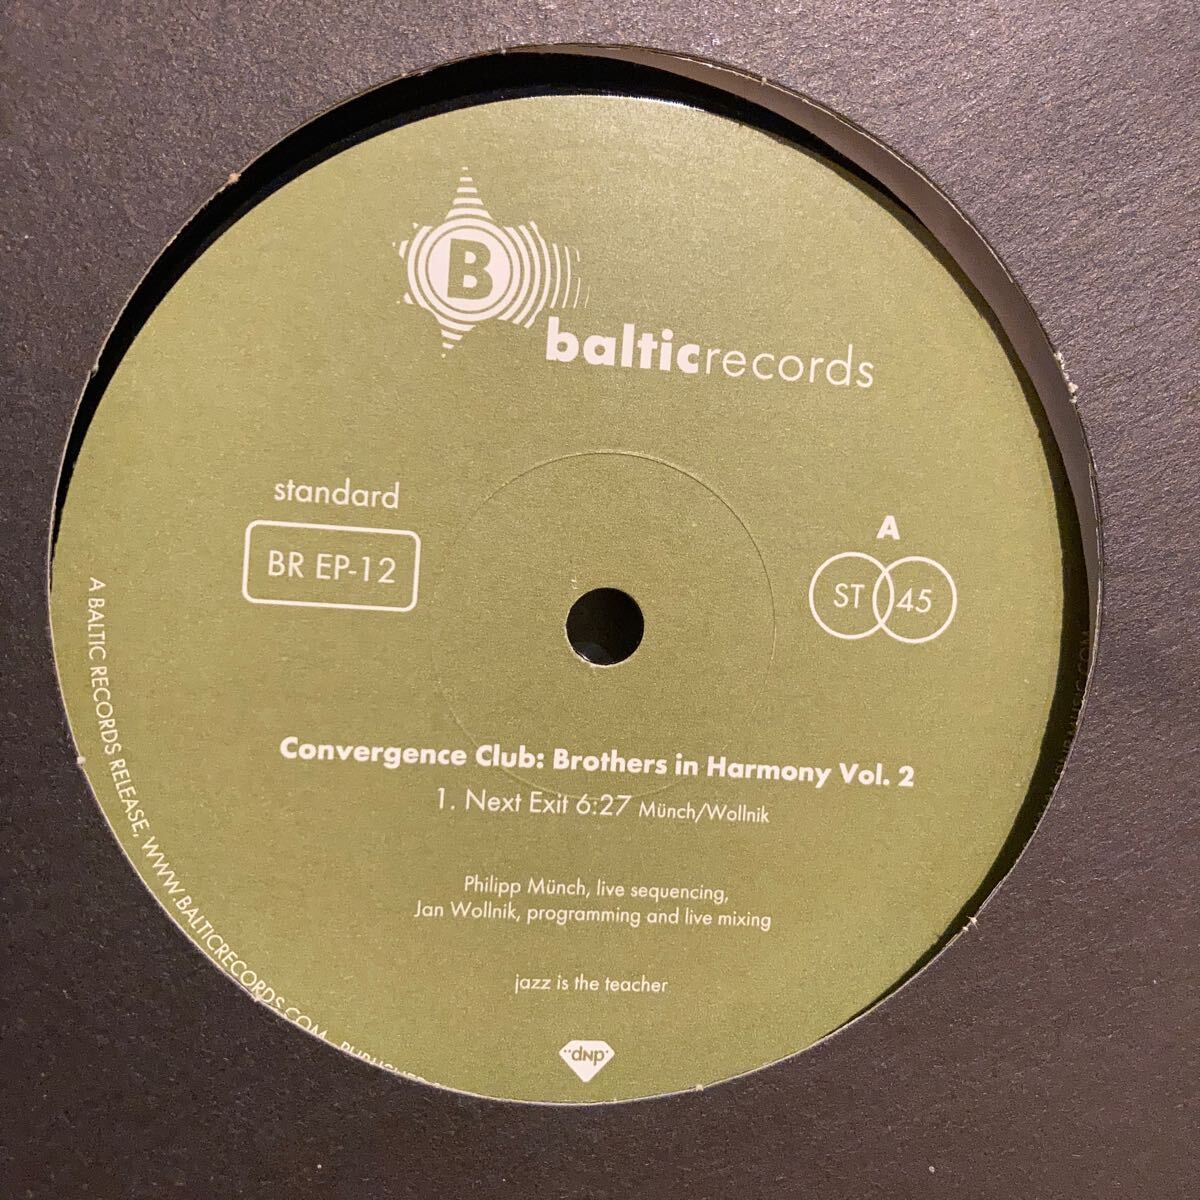 B
balticrecords
standard
BR EP-12
A
ST 45
Convergence Club: Brothers in Harmony Vol. 2
1. Next Exit 6:27 Münch/Wollnik
Philipp Münch, live sequencing,
Jan Wollnik, programming and live mixing
jazz is the teacher
dNp
A BALTIC RECORDS RELEASE, WWW.BALTICRECORDS.COM